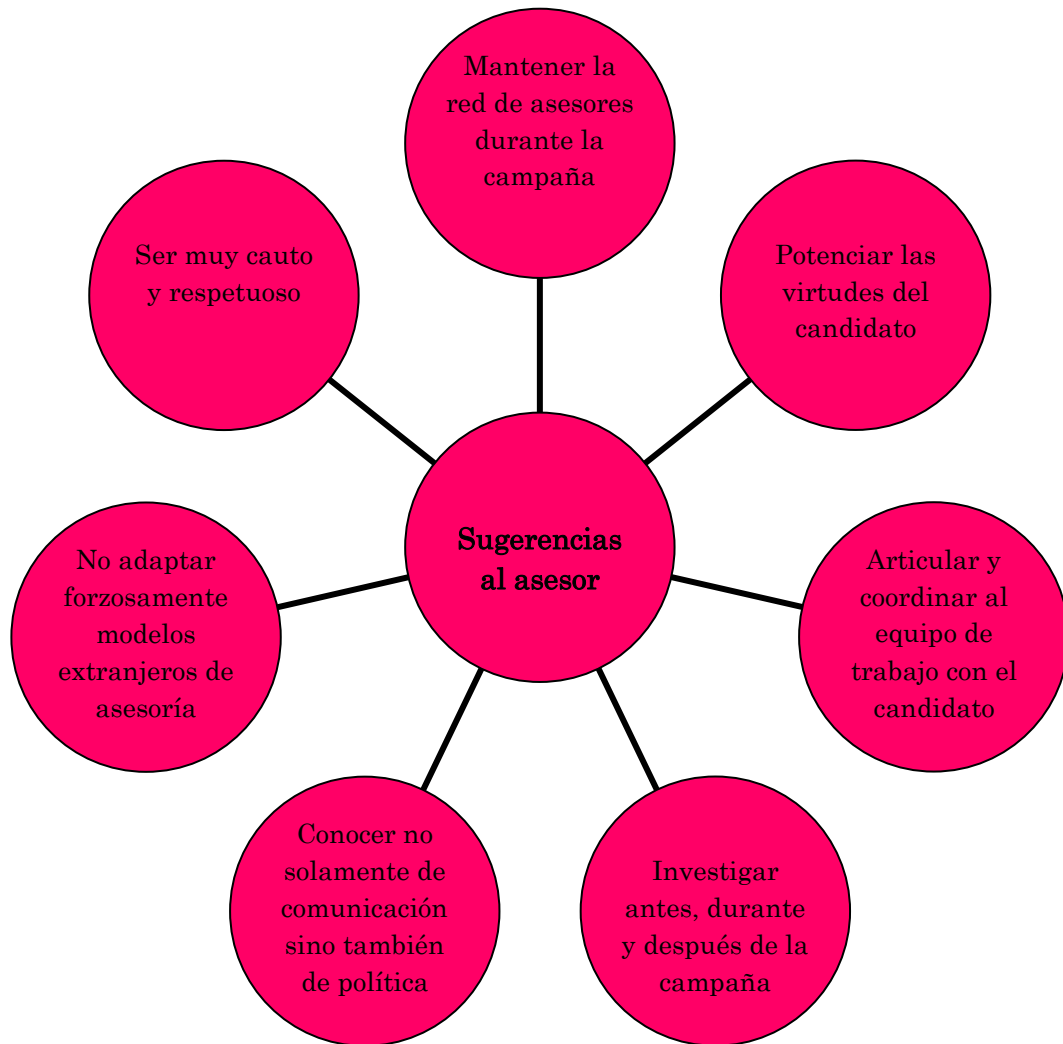 Mantener la
red de asesores
durante la
campaña
Potenciar las
virtudes del
candidato
Articular y
coordinar al
equipo de
trabajo con el
candidato
Investigar
antes, durante
y después de la
campaña
Conocer no
solamente de
comunicación
sino también
de política
No adaptar
forzosamente
modelos
extranjeros de
asesoría
Ser muy cauto
y respetuoso
Sugerencias
al asesor